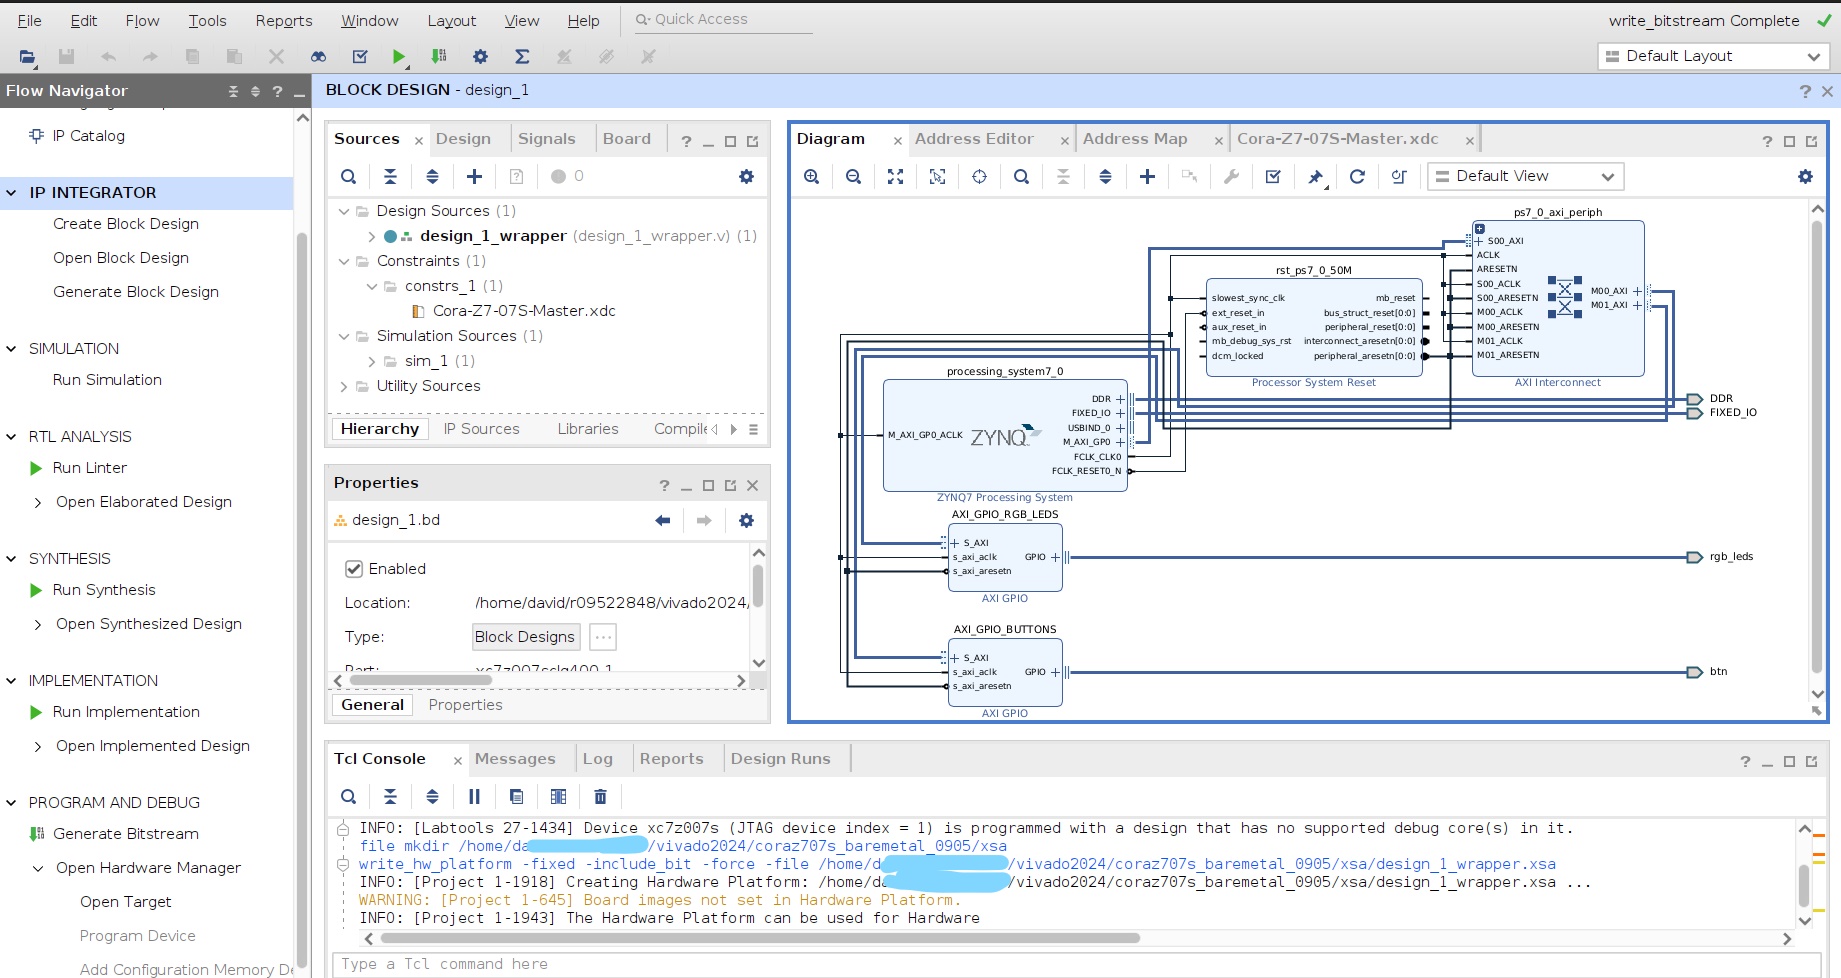 File Edit Flow Tools Reports Window Layout View Help Quick Access write_bitstream Complete
Default Layout
Flow Navigator
IP Catalog
IP INTEGRATOR
Create Block Design
Open Block Design
Generate Block Design
SIMULATION
Run Simulation
RTL ANALYSIS
Run Linter
Open Elaborated Design
SYNTHESIS
Run Synthesis
Open Synthesized Design
IMPLEMENTATION
Run Implementation
Open Implemented Design
PROGRAM AND DEBUG
Generate Bitstream
Open Hardware Manager
Open Target
Program Device
Add Configuration Memory De
BLOCK DESIGN - design_1
Sources Design Signals Board
0
Design Sources (1)
design_1_wrapper (design_1_wrapper.v) (1)
Constraints (1)
constrs_1 (1)
Cora-Z7-07S-Master.xdc
Simulation Sources (1)
sim_1 (1)
Utility Sources
Hierarchy IP Sources Libraries Compile
Properties
design_1.bd
Enabled
Location: /home/david/r09522848/vivado2024/
Type: Block Designs ...
Part: xc7z007sclg400-1
General Properties
Diagram Address Editor Address Map Cora-Z7-07S-Master.xdc
Default View
ps7_0_axi_periph
S00_AXI
ACLK
ARESETN
S00_ACLK
S00_ARESETN
M00_ACLK
M00_ARESETN
M01_ACLK
M01_ARESETN
M00_AXI
M01_AXI
AXI Interconnect
rst_ps7_0_50M
slowest_sync_clk mb_reset
ext_reset_in bus_struct_reset[0:0]
aux_reset_in peripheral_reset[0:0]
mb_debug_sys_rst interconnect_aresetn[0:0]
dcm_locked peripheral_aresetn[0:0]
Processor System Reset
processing_system7_0
M_AXI_GP0_ACLK
ZYNQ
DDR
FIXED_IO
USBIND_0
M_AXI_GP0
FCLK_CLK0
FCLK_RESET0_N
ZYNQ7 Processing System
DDR
FIXED_IO
AXI_GPIO_RGB_LEDS
S_AXI
s_axi_aclk GPIO
s_axi_aresetn
AXI GPIO
rgb_leds
AXI_GPIO_BUTTONS
S_AXI
s_axi_aclk GPIO
s_axi_aresetn
AXI GPIO
btn
Tcl Console Messages Log Reports Design Runs
INFO: [Labtools 27-1434] Device xc7z007s (JTAG device index = 1) is programmed with a design that has no supported debug core(s) in it.
file mkdir /home/da /vivado2024/coraz707s_baremetal_0905/xsa
write_hw_platform -fixed -include_bit -force -file /home/d /vivado2024/coraz707s_baremetal_0905/xsa/design_1_wrapper.xsa
INFO: [Project 1-1918] Creating Hardware Platform: /home/da /vivado2024/coraz707s_baremetal_0905/xsa/design_1_wrapper.xsa ...
WARNING: [Project 1-645] Board images not set in Hardware Platform.
INFO: [Project 1-1943] The Hardware Platform can be used for Hardware
Type a Tcl command here